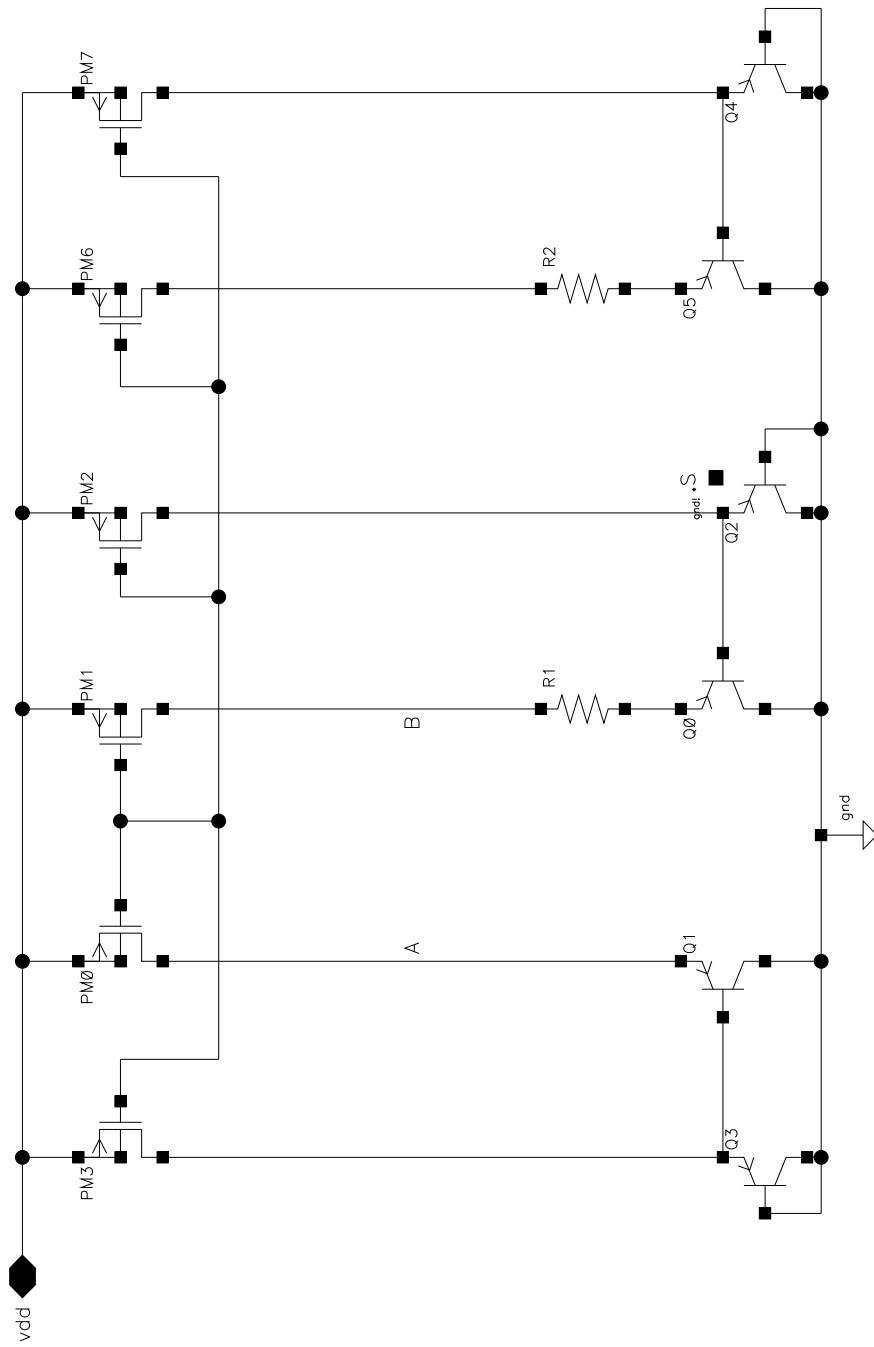 vdd
PM3 PM0 PM1 PM2 PM6 PM7
A B
R1 R2
Q1 Q0 *S Q5
gnd!
Q3 Q2 Q4
gnd